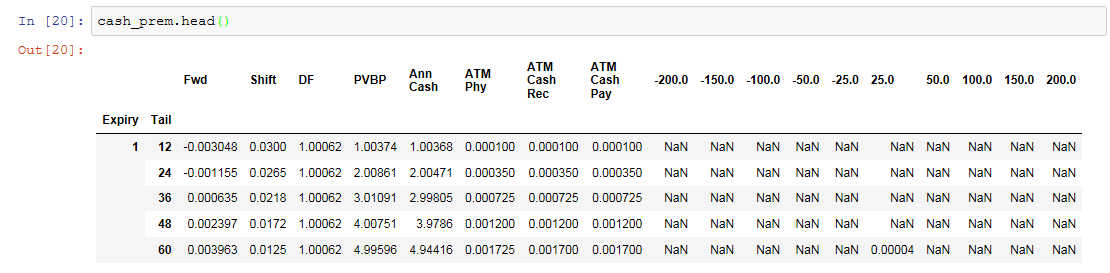 In [20]: cash_prem.head()
Out[20]:
Fwd Shift DF PVBP Ann Cash ATM Phy ATM Cash Rec ATM Cash Pay -200.0 -150.0 -100.0 -50.0 -25.0 25.0 50.0 100.0 150.0 200.0
Expiry Tail
1 12 -0.003048 0.0300 1.00062 1.00374 1.00368 0.000100 0.000100 0.000100 NaN NaN NaN NaN NaN NaN NaN NaN NaN NaN
24 -0.001155 0.0265 1.00062 2.00861 2.00471 0.000350 0.000350 0.000350 NaN NaN NaN NaN NaN NaN NaN NaN NaN NaN
36 0.000635 0.0218 1.00062 3.01091 2.99805 0.000725 0.000725 0.000725 NaN NaN NaN NaN NaN NaN NaN NaN NaN NaN
48 0.002397 0.0172 1.00062 4.00751 3.9786 0.001200 0.001200 0.001200 NaN NaN NaN NaN NaN NaN NaN NaN NaN NaN
60 0.003963 0.0125 1.00062 4.99596 4.94416 0.001725 0.001700 0.001700 NaN NaN NaN NaN NaN 0.00004 NaN NaN NaN NaN